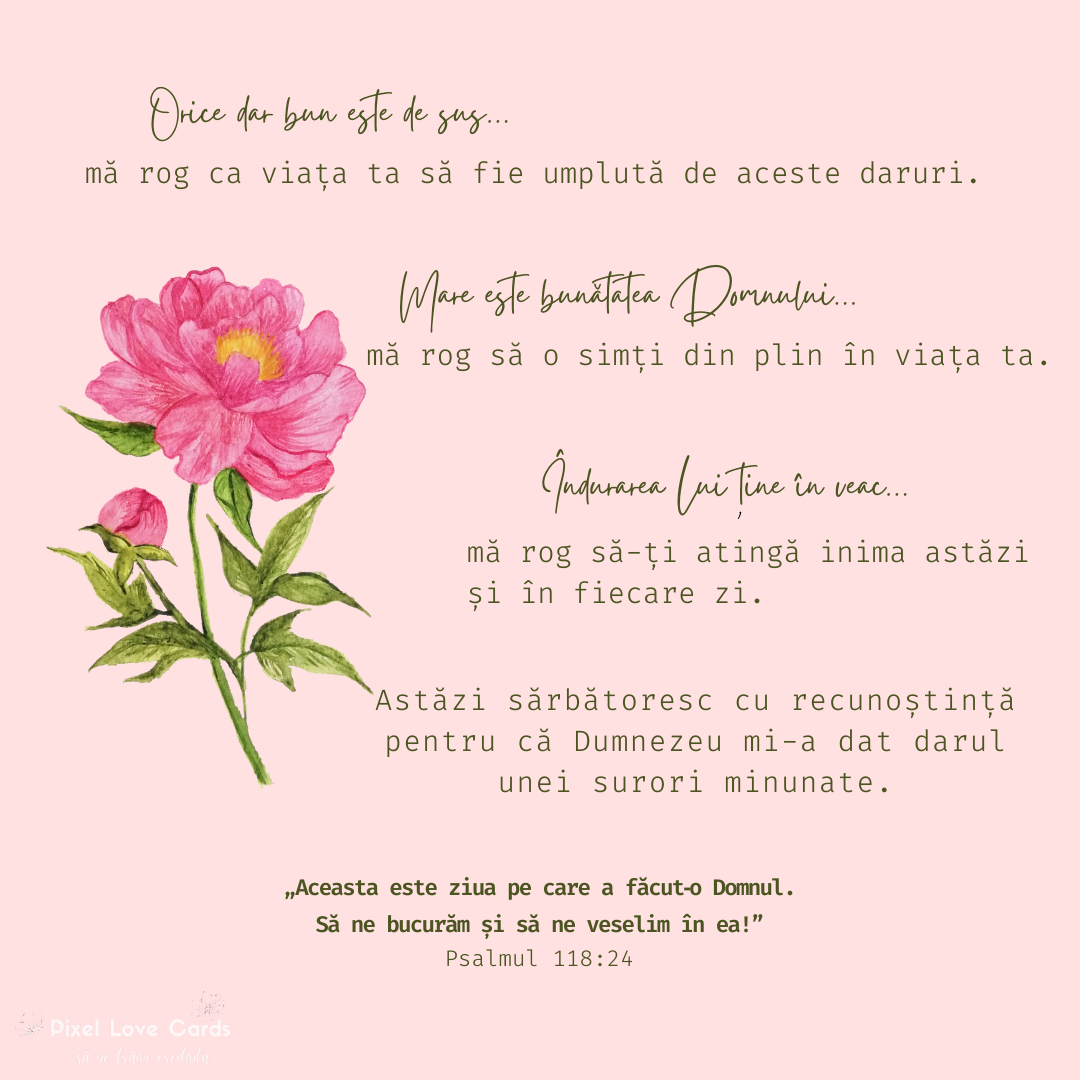 Orice dar bun este de sus...
mă rog ca viața ta să fie umplută de aceste daruri.
Mare este bunătatea Domnului...
mă rog să o simți din plin în viața ta.
Îndurarea Lui ține în veac...
mă rog să-ți atingă inima astăzi
și în fiecare zi.
Astăzi sărbătoresc cu recunoștință
pentru că Dumnezeu mi-a dat darul
unei surori minunate.
„Aceasta este ziua pe care a făcut-o Domnul.
Să ne bucurăm și să ne veselim în ea!”
Psalmul 118:24
Pixel Love Cards